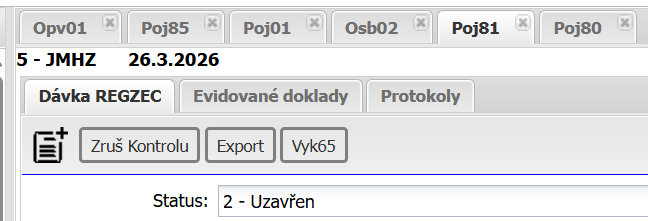 Opv01 Poj85 Poj01 Osb02 Poj81 Poj80
5 - JMHZ 26.3.2026
Dávka REGZEC Evidované doklady Protokoly
Zruš Kontrolu Export Vyk65
Status: 2 - Uzavřen